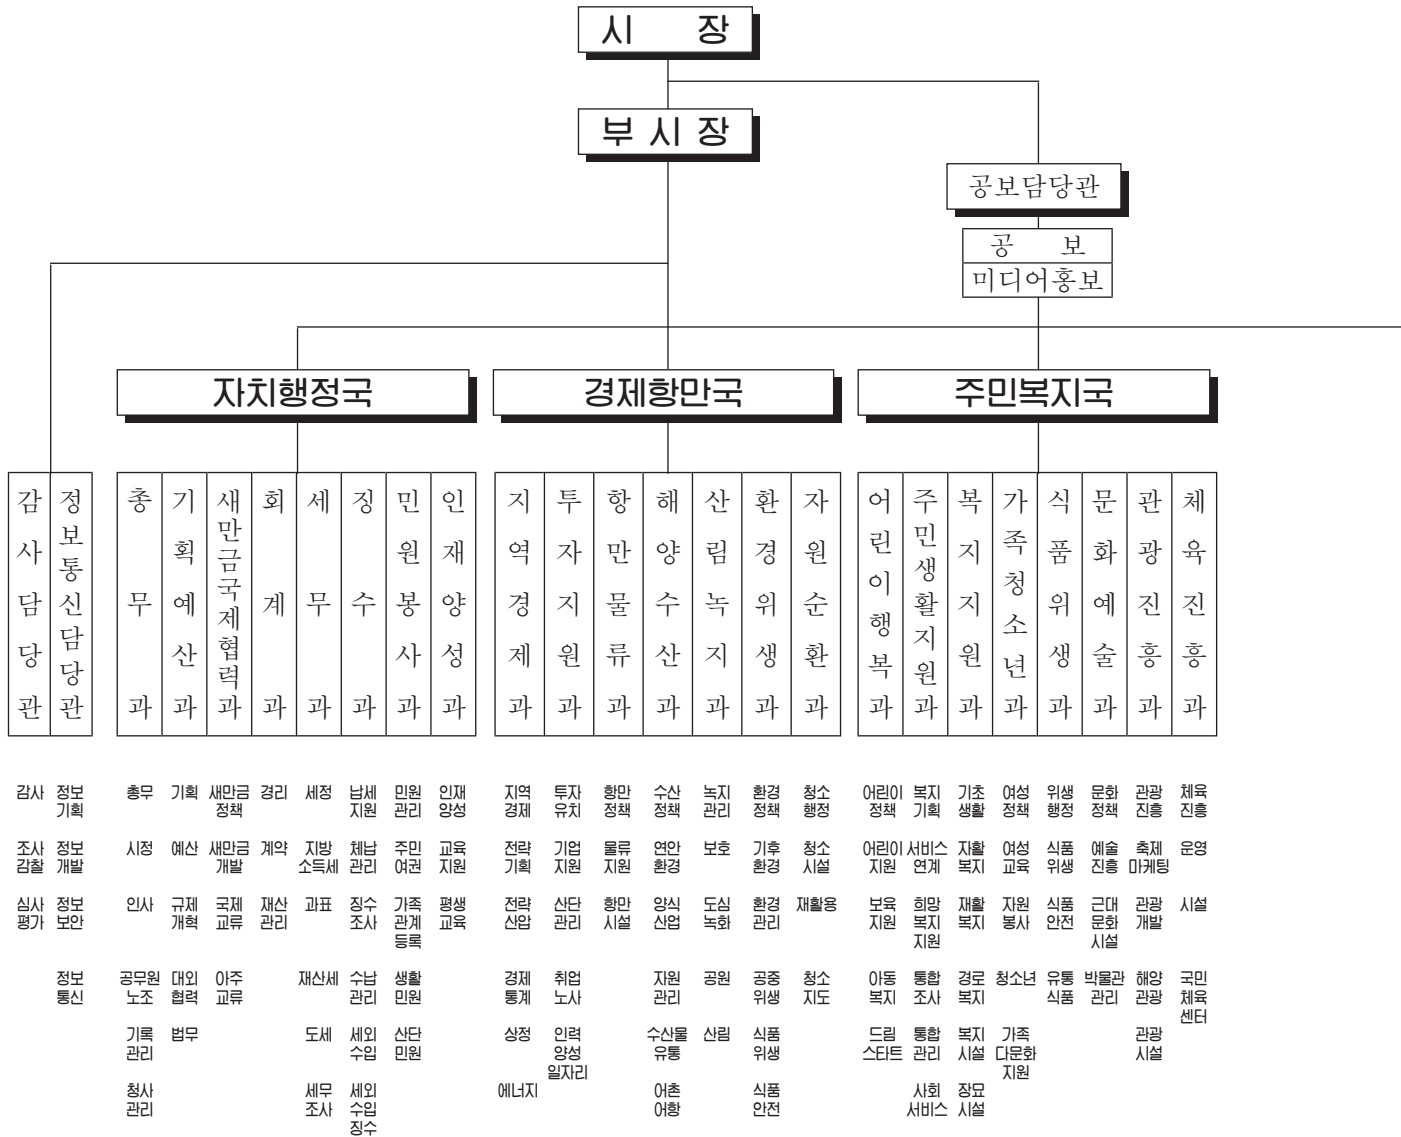 시 장
부 시 장
공보담당관
공 보
미디어홍보
자치행정국
경제항만국
주민복지국
감사담당관
정보통신담당관
총무과
기획예산과
새만금국제협력과
회계과
세무과
징수과
민원봉사과
인재양성과
지역경제과
투자지원과
항만물류과
해양수산과
산림녹지과
환경위생과
자원순환과
어린이행복과
주민생활지원과
복지지원과
가족청소년과
식품위생과
문화예술과
관광진흥과
체육진흥과
감사 정보 총무 기획 새만금 경리 세정 납세 민원 인재 지역 투자 항만 수산 녹지 환경 청소 어린이 복지 기초 여성 위생 문화 관광 체육
기획 정책 지원 관리 양성 경제 유치 정책 정책 관리 정책 행정 정책 기획 생활 정책 행정 정책 진흥 진흥
조사 정보 시정 예산 새만금 계약 지방 체납 주민 교육 전략 기업 물류 연안 보호 기후 청소 어린이 서비스 자활 여성 식품 예술 축제 운영
감찰 개발 개발 소득세 관리 여권 지원 기획 지원 지원 환경 환경 시설 지원 연계 복지 교육 위생 진흥 마케팅
심사 정보 인사 규제 국제 재산 과표 징수 가족 평생 전략 산단 항만 양식 도심 환경 재활용 보육 희망 재활 자원 식품 근대 관광 시설
평가 보안 개혁 교류 관리 조사 관계 교육 산업 관리 시설 산업 녹화 관리 지원 복지 복지 봉사 안전 문화 개발
등록 지원 시설
정보 공무원 대외 아주 재산세 수납 생활 경제 취업 자원 공원 공중 청소 아동 통합 경로 청소년 유통 박물관 해양 국민
통신 노조 협력 교류 관리 민원 통계 노사 관리 위생 지도 복지 조사 복지 식품 관리 관광 체육
센터
기록 법무 도세 세외 산단 상정 인력 수산물 산림 식품 드림 통합 복지 가족 관광
관리 수입 민원 양성 유통 위생 스타트 관리 시설 다문화 시설
일자리 지원
청사 세무 세외 에너지 어촌 식품 사회 장묘
관리 조사 수입 어항 안전 서비스 시설
징수